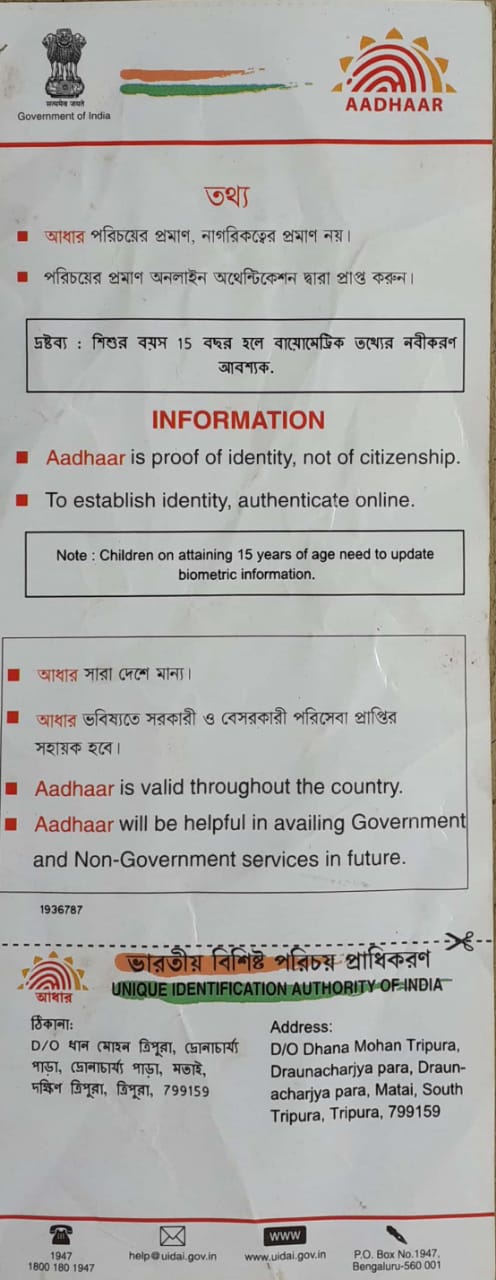 सत्यमेव जयते
Government of India
AADHAAR
তথ্য
আধার পরিচয়ের প্রমাণ, নাগরিকত্বের প্রমাণ নয়।
পরিচয়ের প্রমাণ অনলাইন অথেন্টিকেশন দ্বারা প্রাপ্ত করুন।
দ্রষ্টব্য : শিশুর বয়স 15 বছর হলে বায়োমেট্রিক তথ্যের নবীকরণ
আবশ্যক.
INFORMATION
Aadhaar is proof of identity, not of citizenship.
To establish identity, authenticate online.
Note : Children on attaining 15 years of age need to update
biometric information.
আধার সারা দেশে মান্য।
আধার ভবিষ্যতে সরকারী ও বেসরকারী পরিসেবা প্রাপ্তির
সহায়ক হবে।
Aadhaar is valid throughout the country.
Aadhaar will be helpful in availing Government
and Non-Government services in future.
1936787
ভারতীয় বিশিষ্ট পরিচয় প্রাধিকরণ
UNIQUE IDENTIFICATION AUTHORITY OF INDIA
আধার
ঠিকানা:
D/O ধান মোহন ত্রিপুরা, দ্রোনাচার্য্য
পাড়া, দ্রোনাচার্য্য পাড়া, মতাই,
দক্ষিণ ত্রিপুরা, ত্রিপুরা, 799159
Address:
D/O Dhana Mohan Tripura,
Draunacharjya para, Draun-
acharjya para, Matai, South
Tripura, Tripura, 799159
1947
1800 180 1947
help@uidai.gov.in
www
www.uidai.gov.in
P.O. Box No.1947,
Bengaluru-560 001